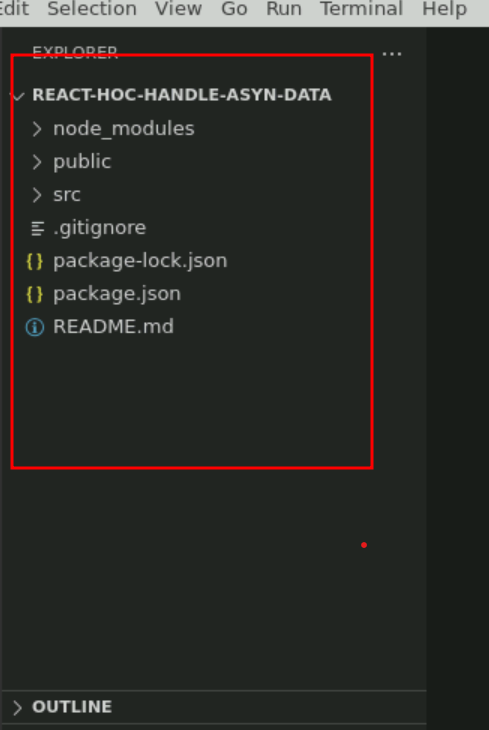 Edit Selection View Go Run Terminal Help
EXPLORER
REACT-HOC-HANDLE-ASYN-DATA
node_modules
public
src
.gitignore
package-lock.json
package.json
README.md
OUTLINE